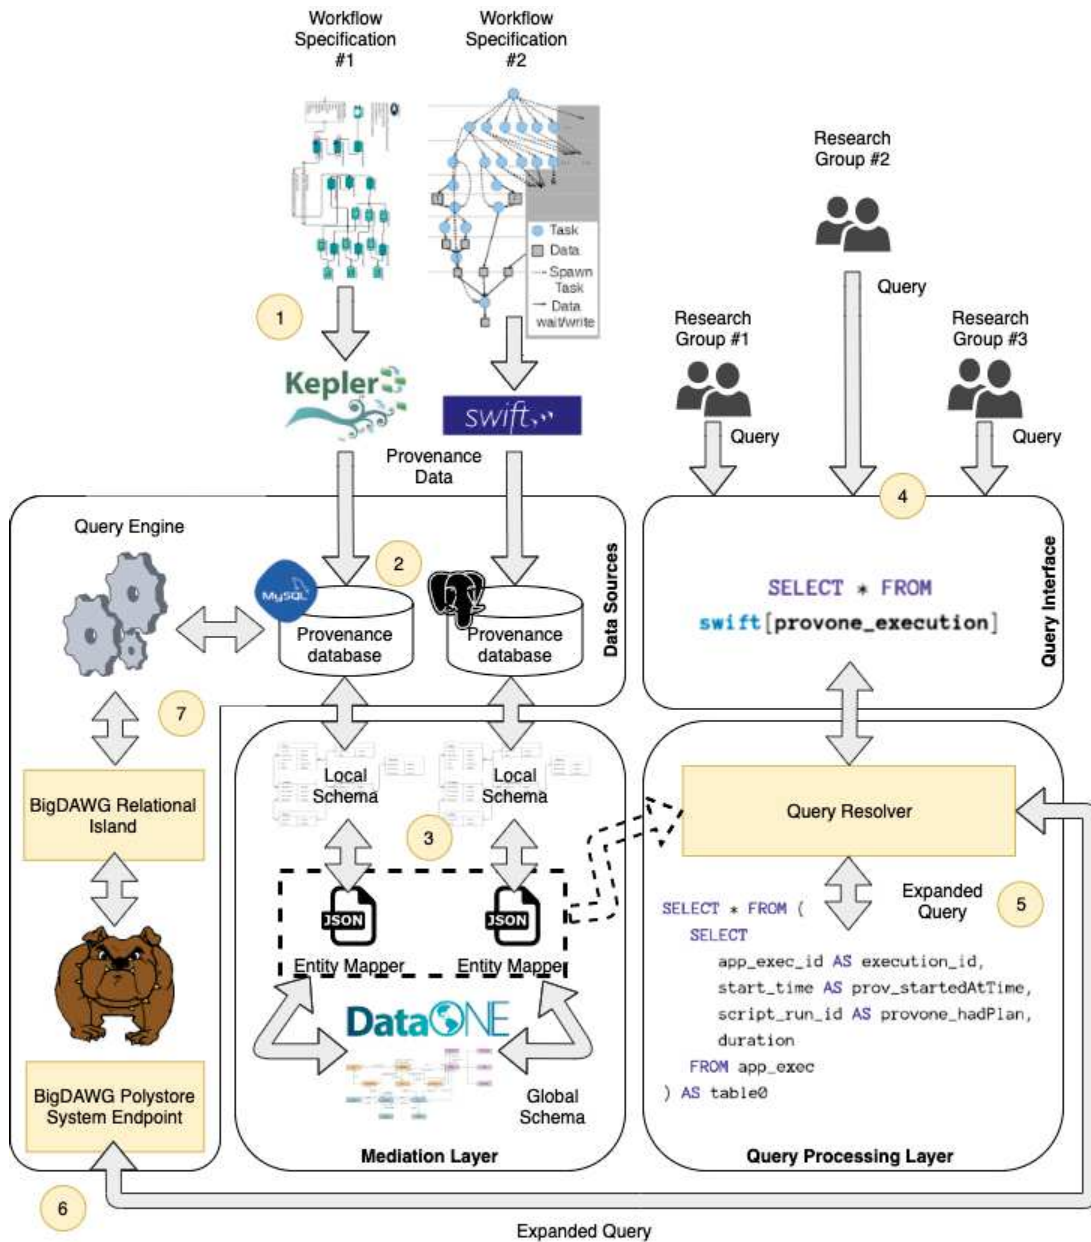 Workflow
Specification
#1
Workflow
Specification
#2
Task
Data
Spawn
Task
Data
wait/write
1
Kepler
swift
Provenance
Data
Research
Group #2
Query
Research
Group #1
Query
Research
Group #3
Query
4
Query Engine
2
MySQL
Provenance
database
Provenance
database
Data Sources
SELECT * FROM
swift[provone_execution]
Query Interface
7
Local
Schema
Local
Schema
3
BigDAWG Relational
Island
Query Resolver
JSON
Entity Mapper
JSON
Entity Mapper
Expanded
Query
5
SELECT * FROM (
SELECT
app_exec_id AS execution_id,
start_time AS prov_startedAtTime,
script_run_id AS provone_hadPlan,
duration
FROM app_exec
) AS table0
DataONE
Global
Schema
BigDAWG Polystore
System Endpoint
Mediation Layer
Query Processing Layer
6
Expanded Query